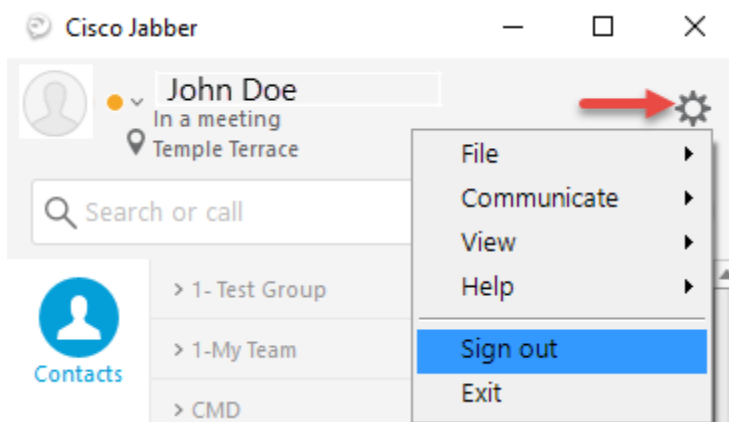 Cisco Jabber
John Doe
In a meeting
Temple Terrace
Search or call
File
Communicate
View
Help
Sign out
Exit
Contacts
1- Test Group
1-My Team
CMD